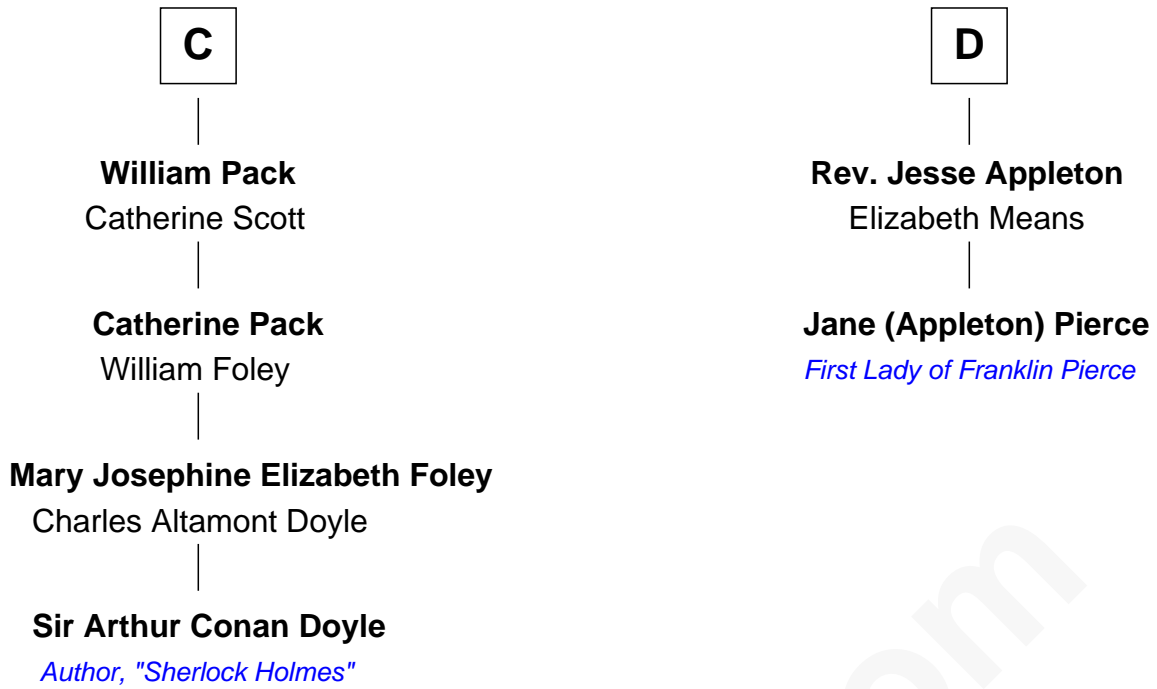 C
William Pack
Catherine Scott
Catherine Pack
William Foley
Mary Josephine Elizabeth Foley
Charles Altamont Doyle
Sir Arthur Conan Doyle
Author, "Sherlock Holmes"
D
Rev. Jesse Appleton
Elizabeth Means
Jane (Appleton) Pierce
First Lady of Franklin Pierce
om